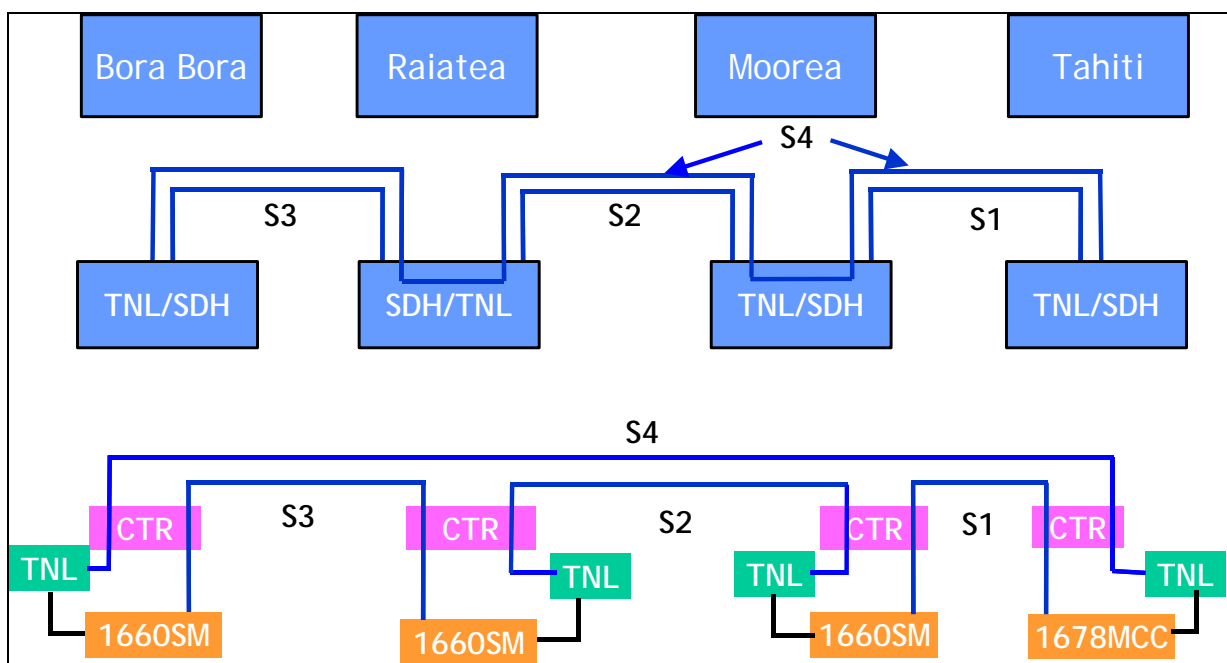 Bora Bora
Raiatea
Moorea
Tahiti
S4
S3
S2
S1
TNL/SDH
SDH/TNL
TNL/SDH
TNL/SDH
S4
S3
S2
S1
CTR
CTR
CTR
CTR
TNL
TNL
TNL
TNL
1660SM
1660SM
1660SM
1678MCC